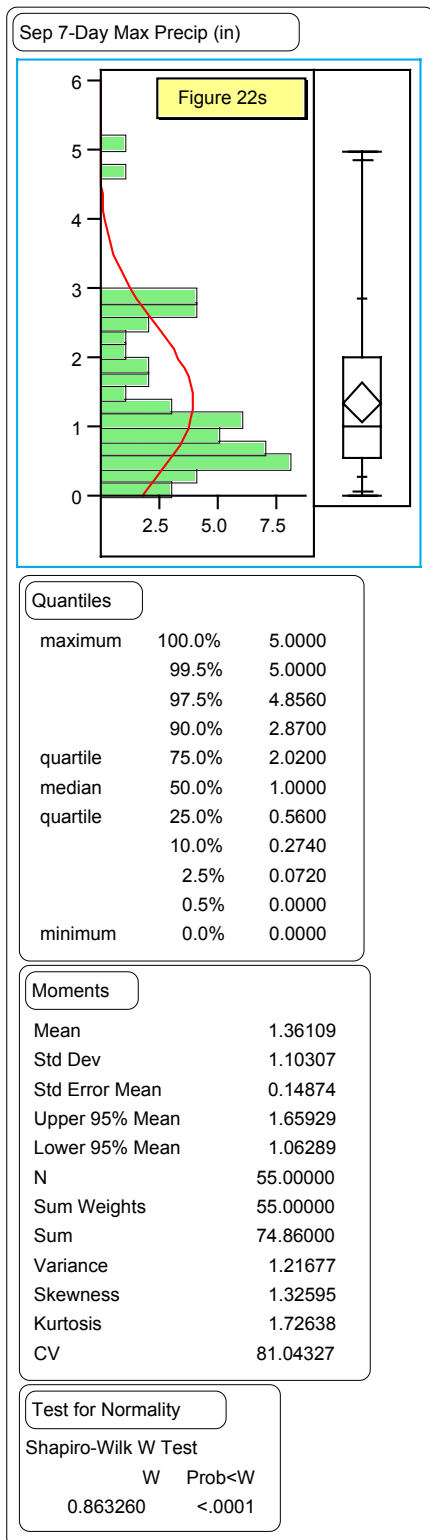 Sep 7-Day Max Precip (in)
Figure 22s
6
5
4
3
2
1
0
2.5 5.0 7.5
Quantiles
maximum 100.0% 5.0000
99.5% 5.0000
97.5% 4.8560
90.0% 2.8700
quartile 75.0% 2.0200
median 50.0% 1.0000
quartile 25.0% 0.5600
10.0% 0.2740
2.5% 0.0720
0.5% 0.0000
minimum 0.0% 0.0000
Moments
Mean 1.36109
Std Dev 1.10307
Std Error Mean 0.14874
Upper 95% Mean 1.65929
Lower 95% Mean 1.06289
N 55.00000
Sum Weights 55.00000
Sum 74.86000
Variance 1.21677
Skewness 1.32595
Kurtosis 1.72638
CV 81.04327
Test for Normality
Shapiro-Wilk W Test
W Prob<W
0.863260 <.0001